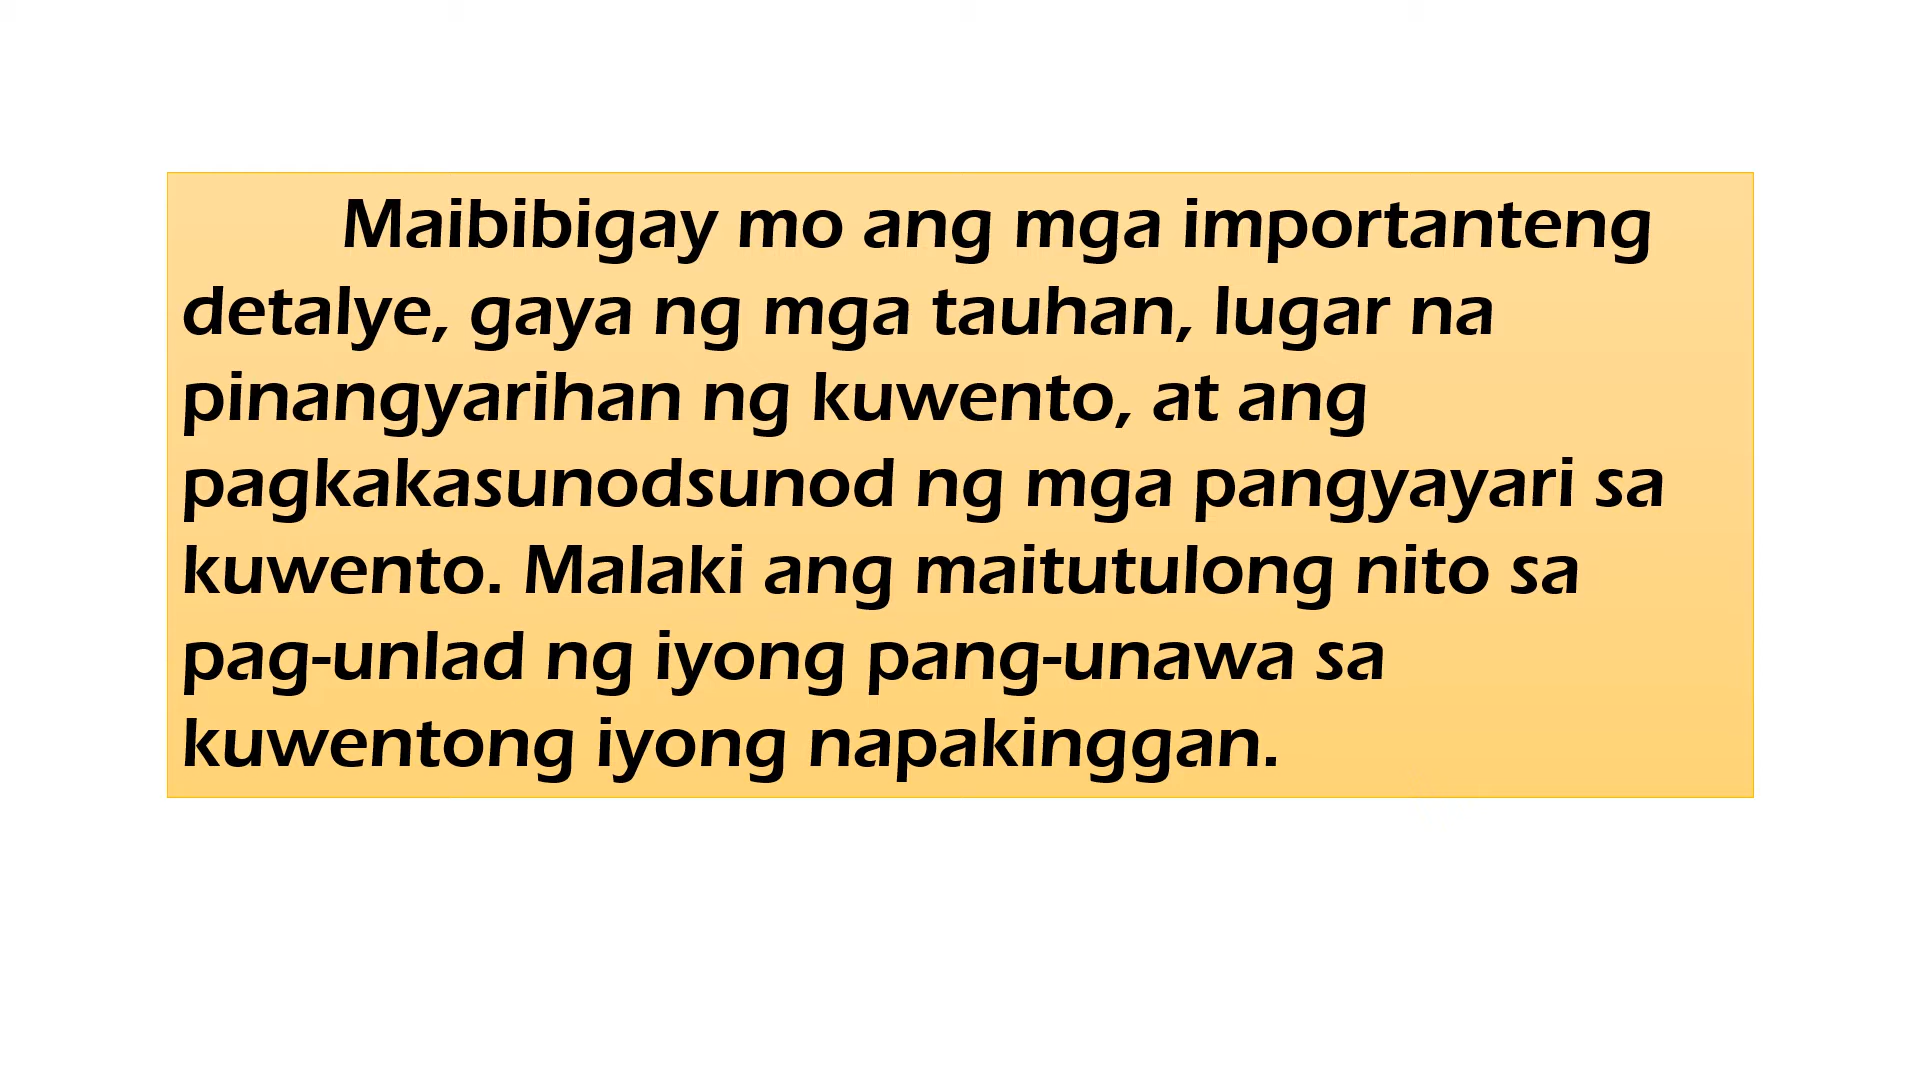 Maibibigay mo ang mga importanteng
detalye, gaya ng mga tauhan, lugar na
pinangyarihan ng kuwento, at ang
pagkakasunodsunod ng mga pangyayari sa
kuwento. Malaki ang maitutulong nito sa
pag-unlad ng iyong pang-unawa sa
kuwentong iyong napakinggan.